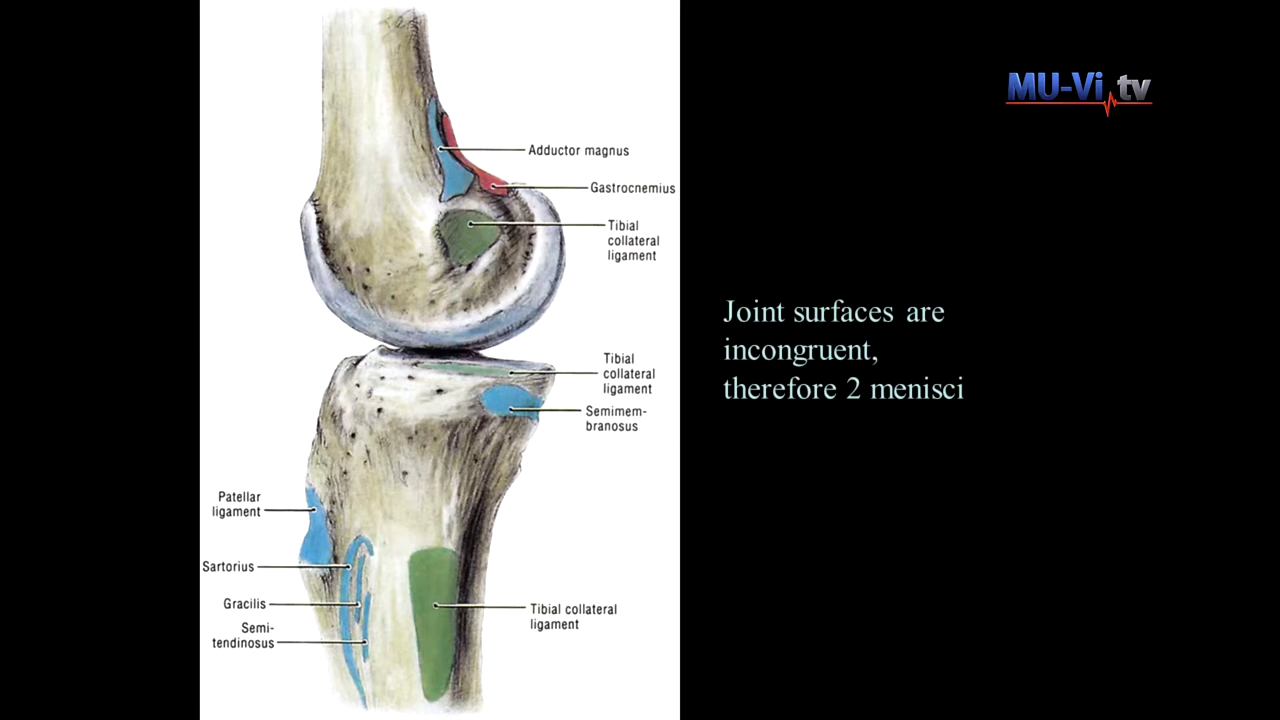 MU-Vi tv
Adductor magnus
Gastrocnemius
Tibial
collateral
ligament
Joint surfaces are
incongruent,
therefore 2 menisci
Tibial
collateral
ligament
Semimem-
branosus
Patellar
ligament
Sartorius
Gracilis
Semi-
tendinosus
Tibial collateral
ligament